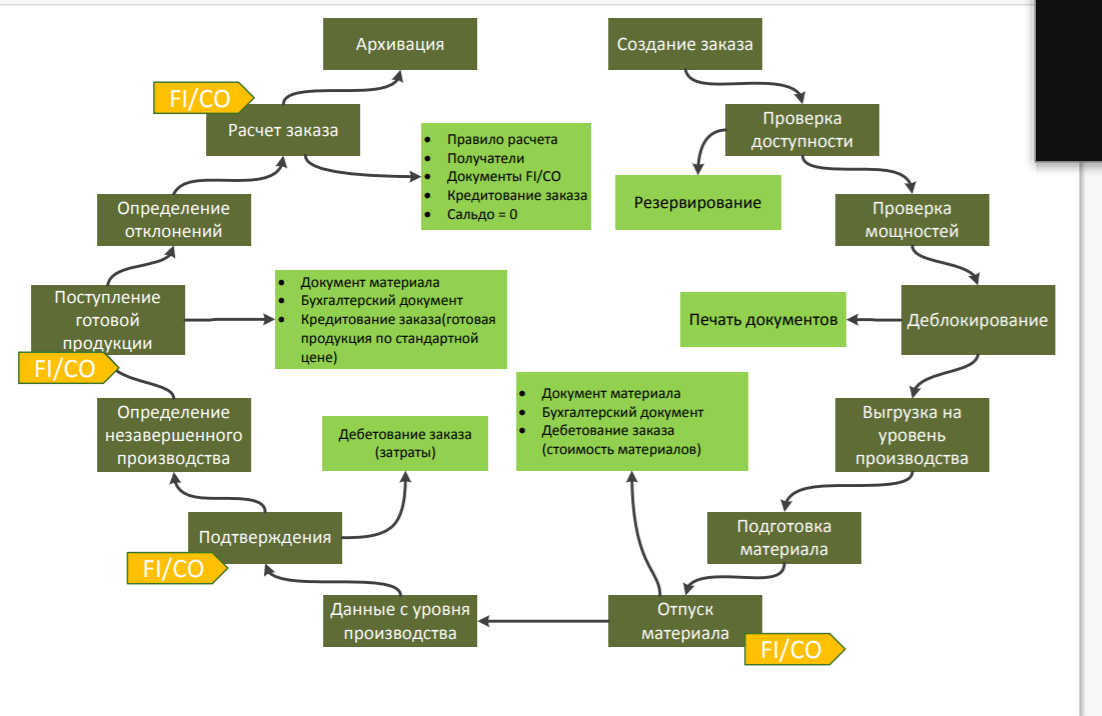 Архивация
Создание заказа
FI/CO
Расчет заказа
Проверка
доступности
• Правило расчета
• Получатели
• Документы FI/CO
• Кредитование заказа
• Сальдо = 0
Резервирование
Определение
отклонений
Проверка
мощностей
Поступление
готовой
продукции
FI/CO
• Документ материала
• Бухгалтерский документ
• Кредитование заказа(готовая
продукция по стандартной
цене)
Печать документов
Деблокирование
Определение
незавершенного
производства
Дебетование заказа
(затраты)
• Документ материала
• Бухгалтерский документ
• Дебетование заказа
(стоимость материалов)
Выгрузка на
уровень
производства
Подтверждения
FI/CO
Подготовка
материала
Данные с уровня
производства
Отпуск
материала
FI/CO